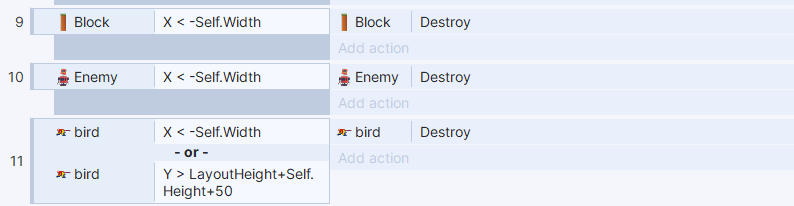 9 Block X < -Self.Width Block Destroy
Add action
10 Enemy X < -Self.Width Enemy Destroy
Add action
11 bird X < -Self.Width bird Destroy
- or -
Add action
bird Y > LayoutHeight+Self.
Height+50